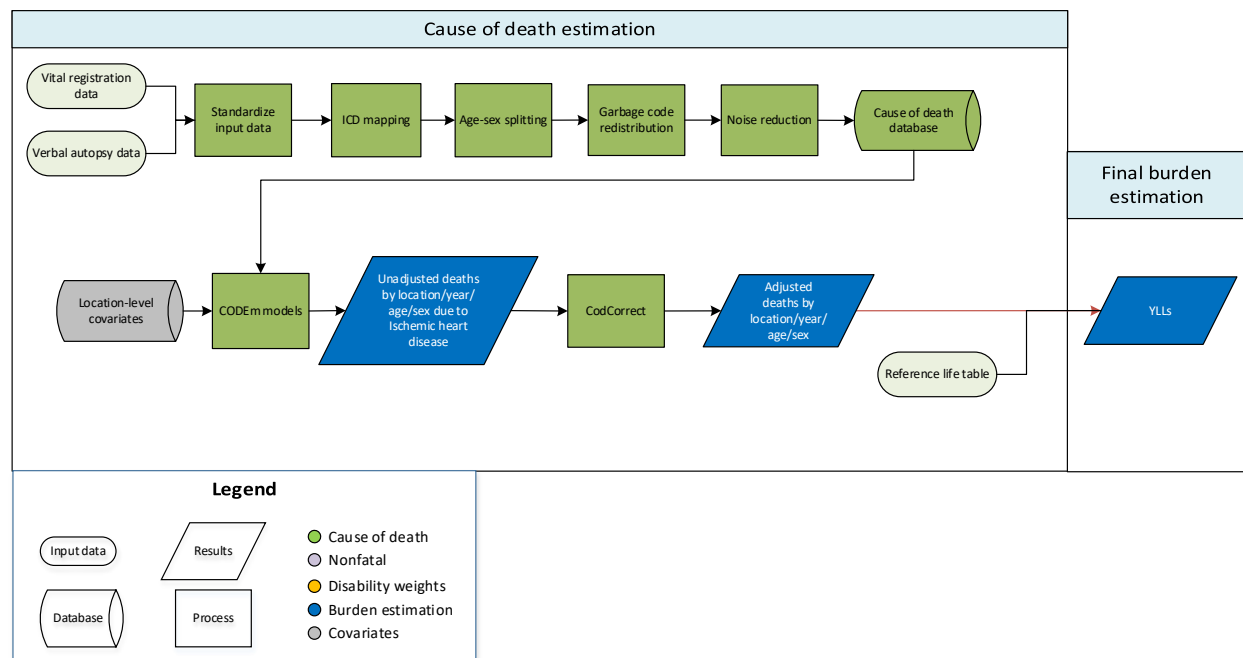 Cause of death estimation
Vital registration
data
Verbal autopsy data
Standardize
input data
ICD mapping
Age-sex splitting
Garbage code
redistribution
Noise reduction
Cause of death
database
Final burden
estimation
Location-level
covariates
CODEm models
Unadjusted deaths
by location/year/
age/sex due to
Ischemic heart
disease
CodCorrect
Adjusted
deaths by
location/year/
age/sex
Reference life table
YLLs
Legend
Input data
Results
Database
Process
Cause of death
Nonfatal
Disability weights
Burden estimation
Covariates